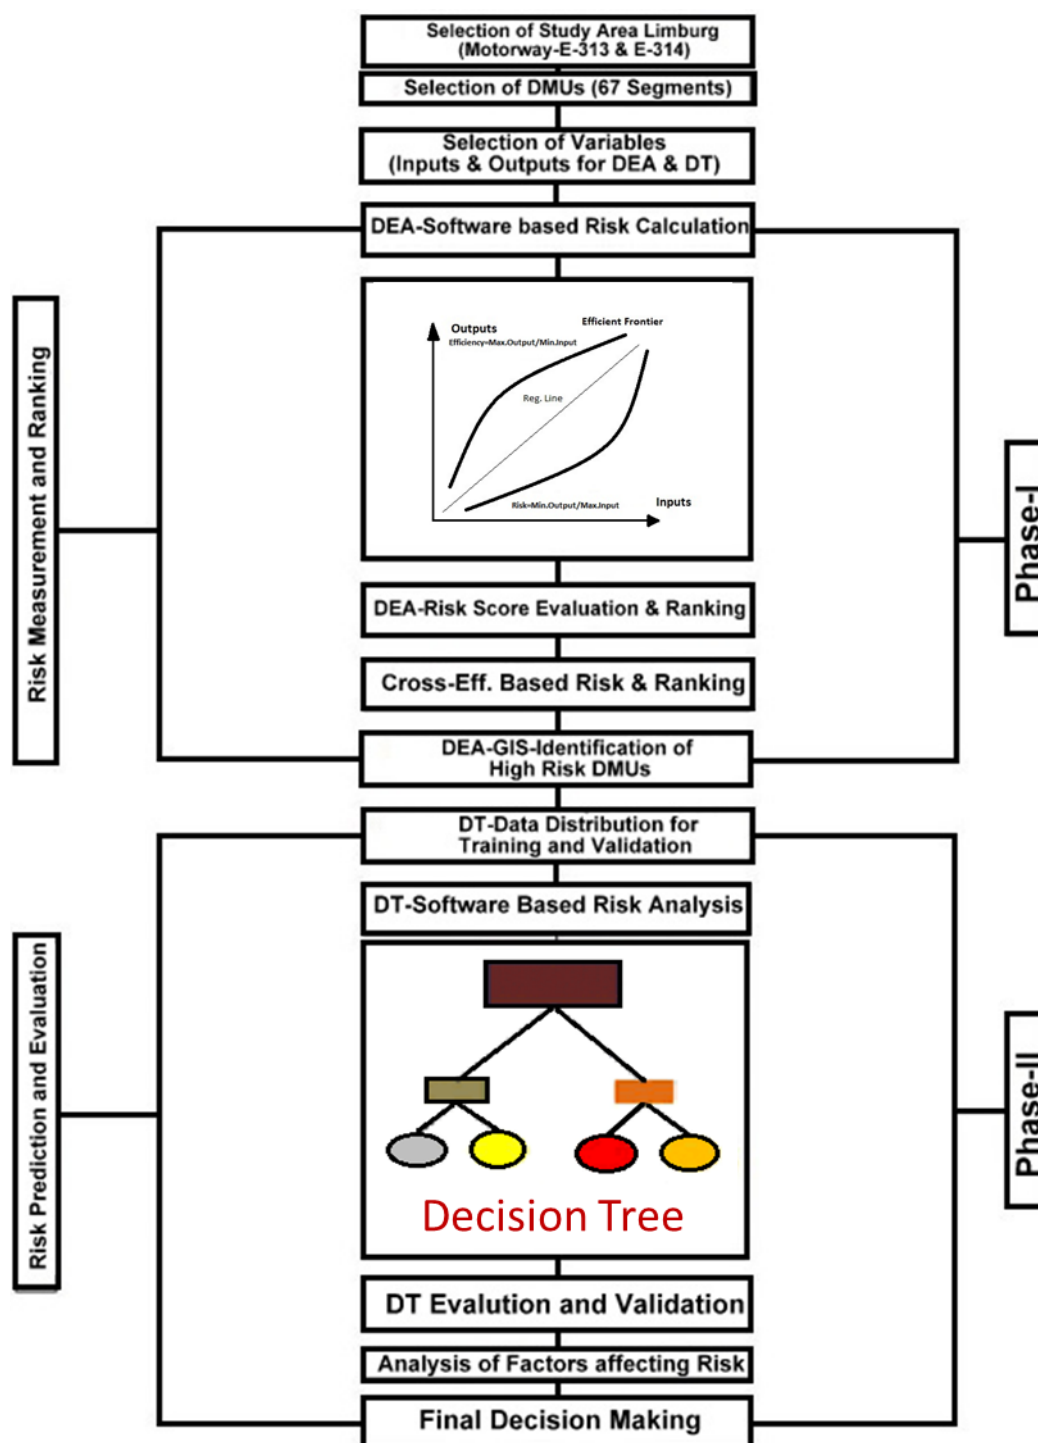 Selection of Study Area Limburg
(Motorway-E-313 & E-314)
Selection of DMUs (67 Segments)
Selection of Variables
(Inputs & Outputs for DEA & DT)
DEA-Software based Risk Calculation
Outputs
Efficiency=Max.Output/Min.Input
Efficient Frontier
Reg. Line
Risk=Min.Output/Max.Input
Inputs
Risk Measurement and Ranking
Phase-I
DEA-Risk Score Evaluation & Ranking
Cross-Eff. Based Risk & Ranking
DEA-GIS-Identification of
High Risk DMUs
DT-Data Distribution for
Training and Validation
DT-Software Based Risk Analysis
Decision Tree
Risk Prediction and Evaluation
Phase-II
DT Evalution and Validation
Analysis of Factors affecting Risk
Final Decision Making